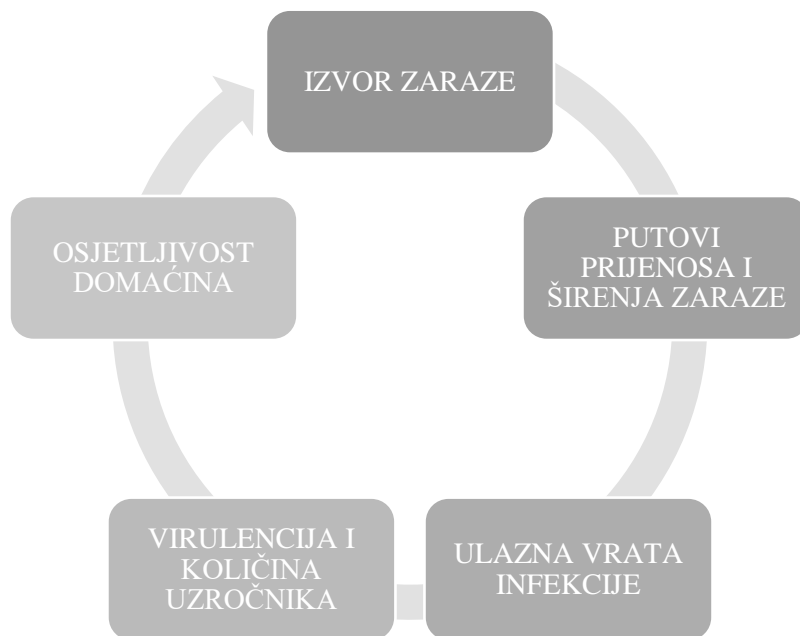 IZVOR ZARAZE
PUTOVI
PRIJENOSA I
ŠIRENJA ZARAZE
ULAZNA VRATA
INFEKCIJE
VIRULENCIJA I
KOLIČINA
UZROČNIKA
OSJETLJIVOST
DOMAĆINA